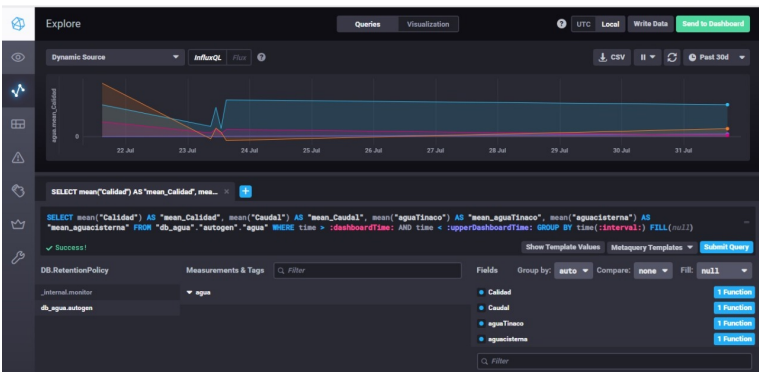 Explore
Queries
Visualization
UTC
Local
Write Data
Send to Dashboard
Dynamic Source
InfluxQL
Flux
CSV
Past 30d
agua.mean_Calidad
0
22 Jul
23 Jul
24 Jul
25 Jul
26 Jul
27 Jul
28 Jul
29 Jul
30 Jul
31 Jul
SELECT mean("Calidad") AS "mean_Calidad", mea...
SELECT mean("Calidad") AS "mean_Calidad", mean("Caudal") AS "mean_Caudal", mean("aguaTinaco") AS "mean_aguaTinaco", mean("aguacisterna") AS
"mean_aguacisterna" FROM "db_agua"."autogen"."agua" WHERE time > :dashboardTime: AND time < :upperDashboardTime: GROUP BY time(:interval:) FILL(null)
Success!
Show Template Values
Metaquery Templates
Submit Query
DB.RetentionPolicy
Measurements & Tags
Filter
Fields
Group by:
auto
Compare:
none
Fill:
null
_internal.monitor
db_agua.autogen
agua
Calidad
1 Function
Caudal
1 Function
aguaTinaco
1 Function
aguacisterna
1 Function
Filter